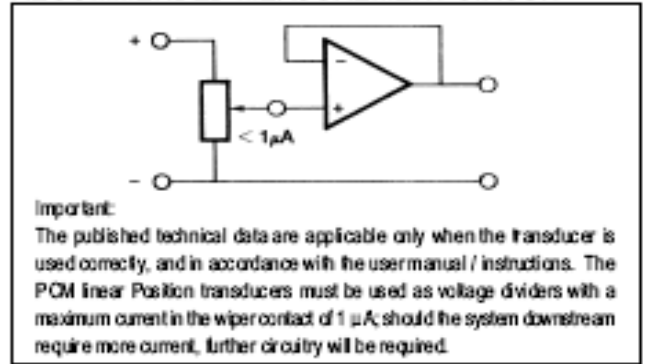 +
−
+
< 1μA
−
Important:
The published technical data are applicable only when the transducer is
used correctly, and in accordance with the user manual / instructions. The
PCM linear Position transducers must be used as voltage dividers with a
maximum current in the wiper contact of 1 μA; should the system downstream
require more current, further circuitry will be required.